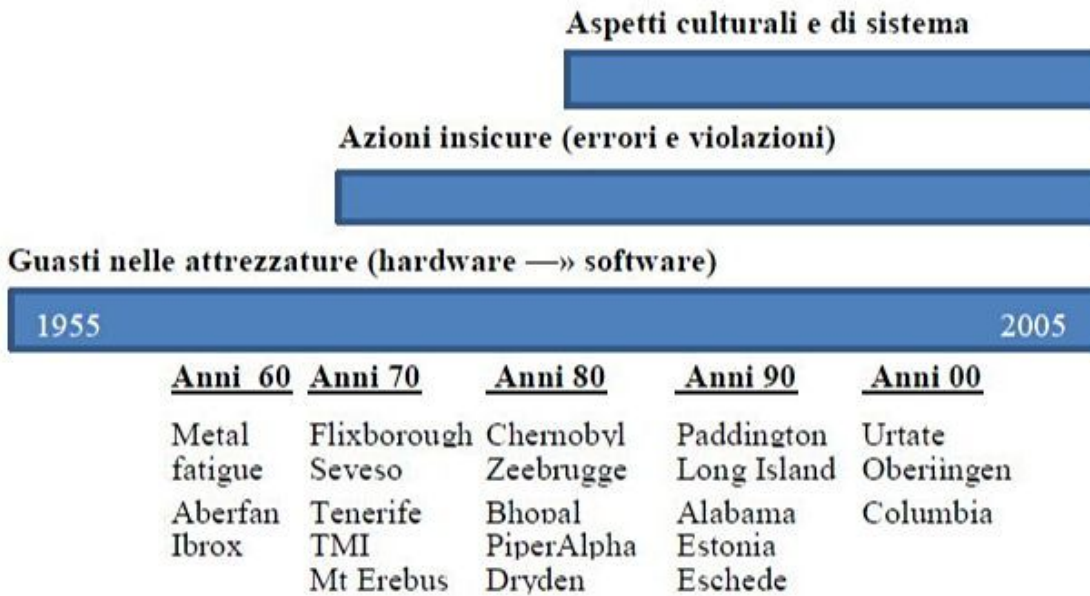 Aspetti culturali e di sistema
Azioni insicure (errori e violazioni)
Guasti nelle attrezzature (hardware —» software)
1955 2005
Anni 60 Anni 70 Anni 80 Anni 90 Anni 00
Metal Flixborough Chernobyl Paddington Urtate
fatigue Seveso Zeebrugge Long Island Oberiingen
Aberfan Tenerife Bhopal Alabama Columbia
Ibrox TMI PiperAlpha Estonia
Mt Erebus Dryden Eschede